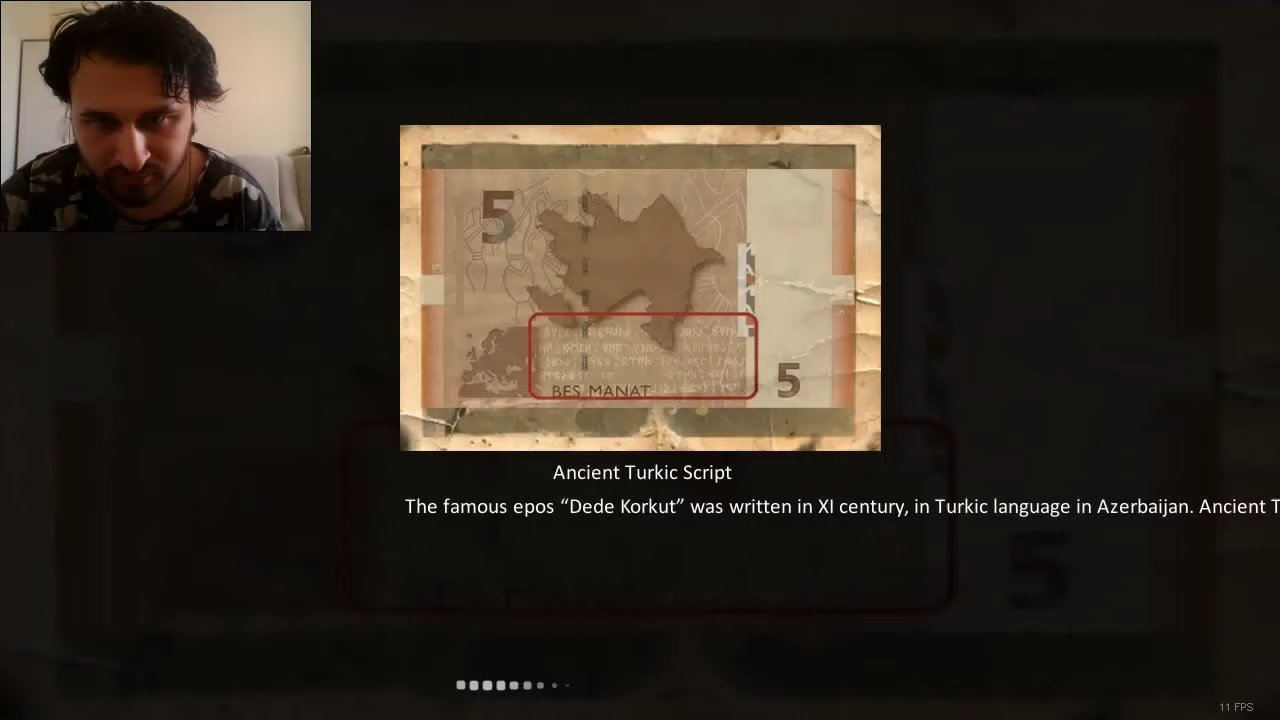 5
BES MANAT
5
Ancient Turkic Script
The famous epos “Dede Korkut” was written in XI century, in Turkic language in Azerbaijan. Ancient T
11 FPS